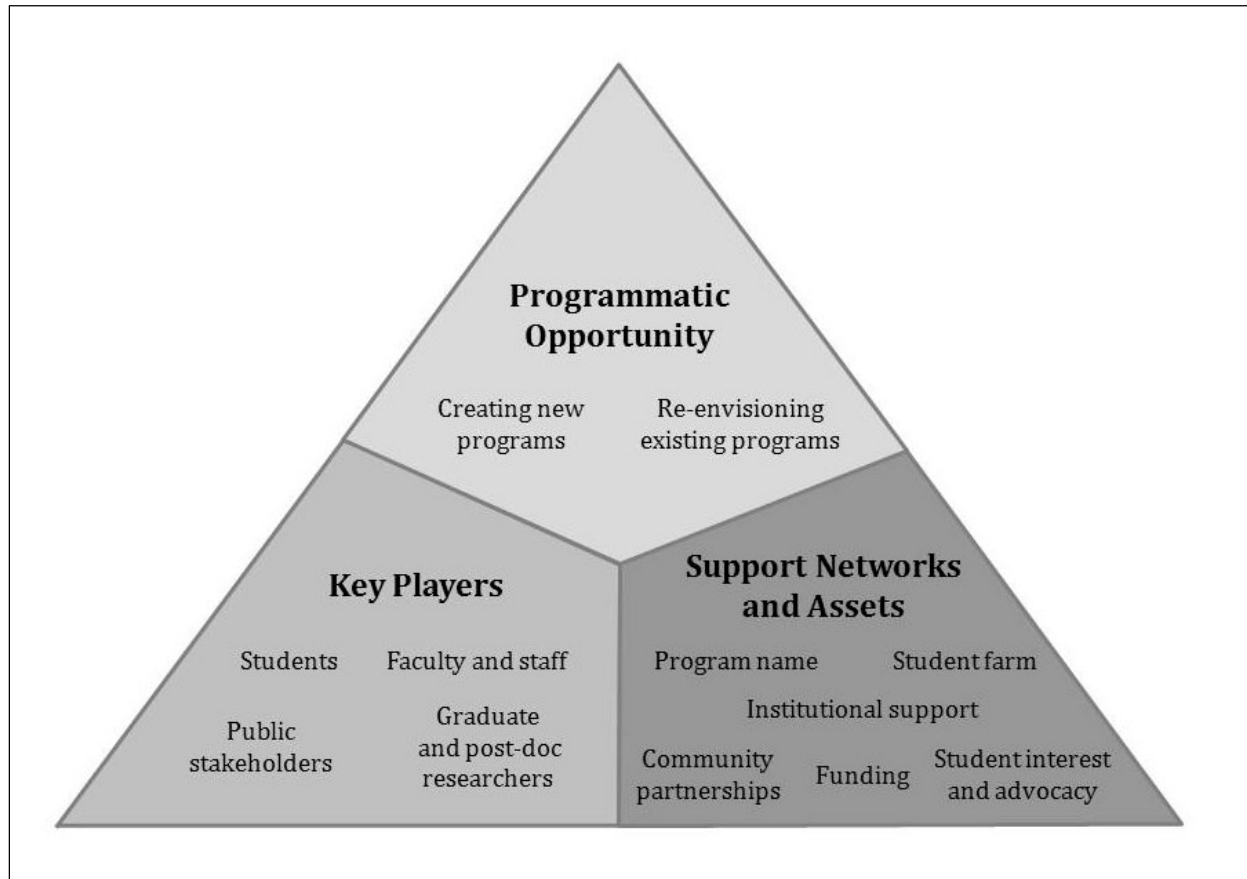 Programmatic
Opportunity
Creating new
programs
Re-envisioning
existing programs
Key Players
Students
Faculty and staff
Public
stakeholders
Graduate
and post-doc
researchers
Support Networks
and Assets
Program name
Student farm
Institutional support
Community
partnerships
Funding
Student interest
and advocacy